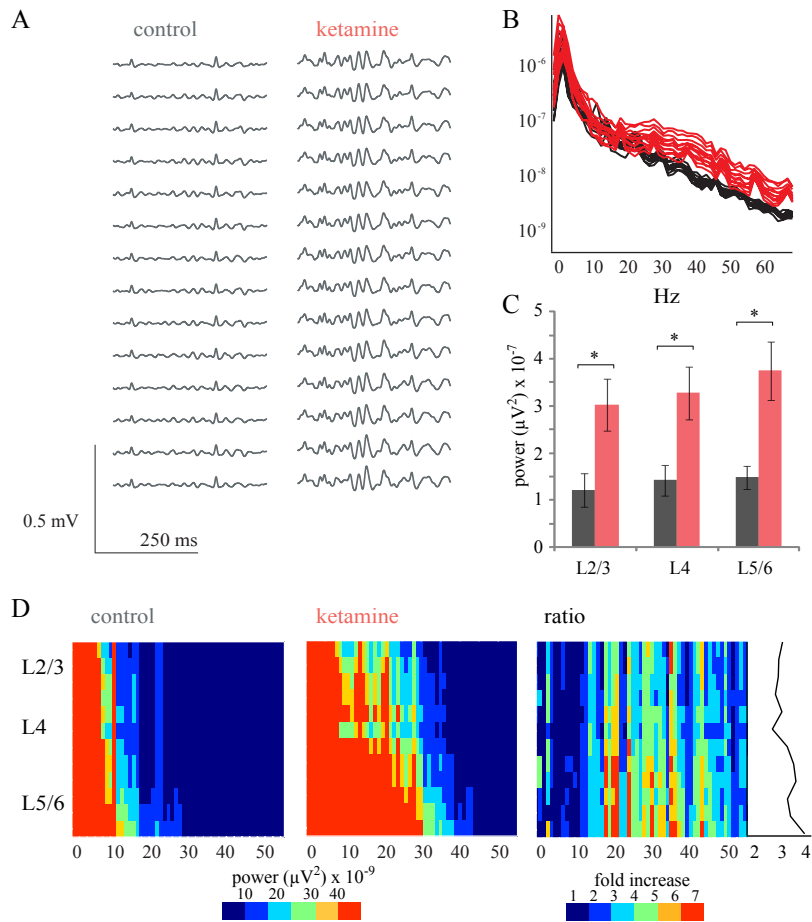 A
control
ketamine
0.5 mV
250 ms
B
10⁻⁶
10⁻⁷
10⁻⁸
10⁻⁹
0 10 20 30 40 50 60
Hz
C
power (µV²) x 10⁻⁷
5
4
3
2
1
0
* * *
L2/3 L4 L5/6
D
control
ketamine
ratio
L2/3
L4
L5/6
0 10 20 30 40 50
0 10 20 30 40 50
0 10 20 30 40 50
2 3 4
power (µV²) x 10⁻⁹
10 20 30 40
fold increase
1 2 3 4 5 6 7